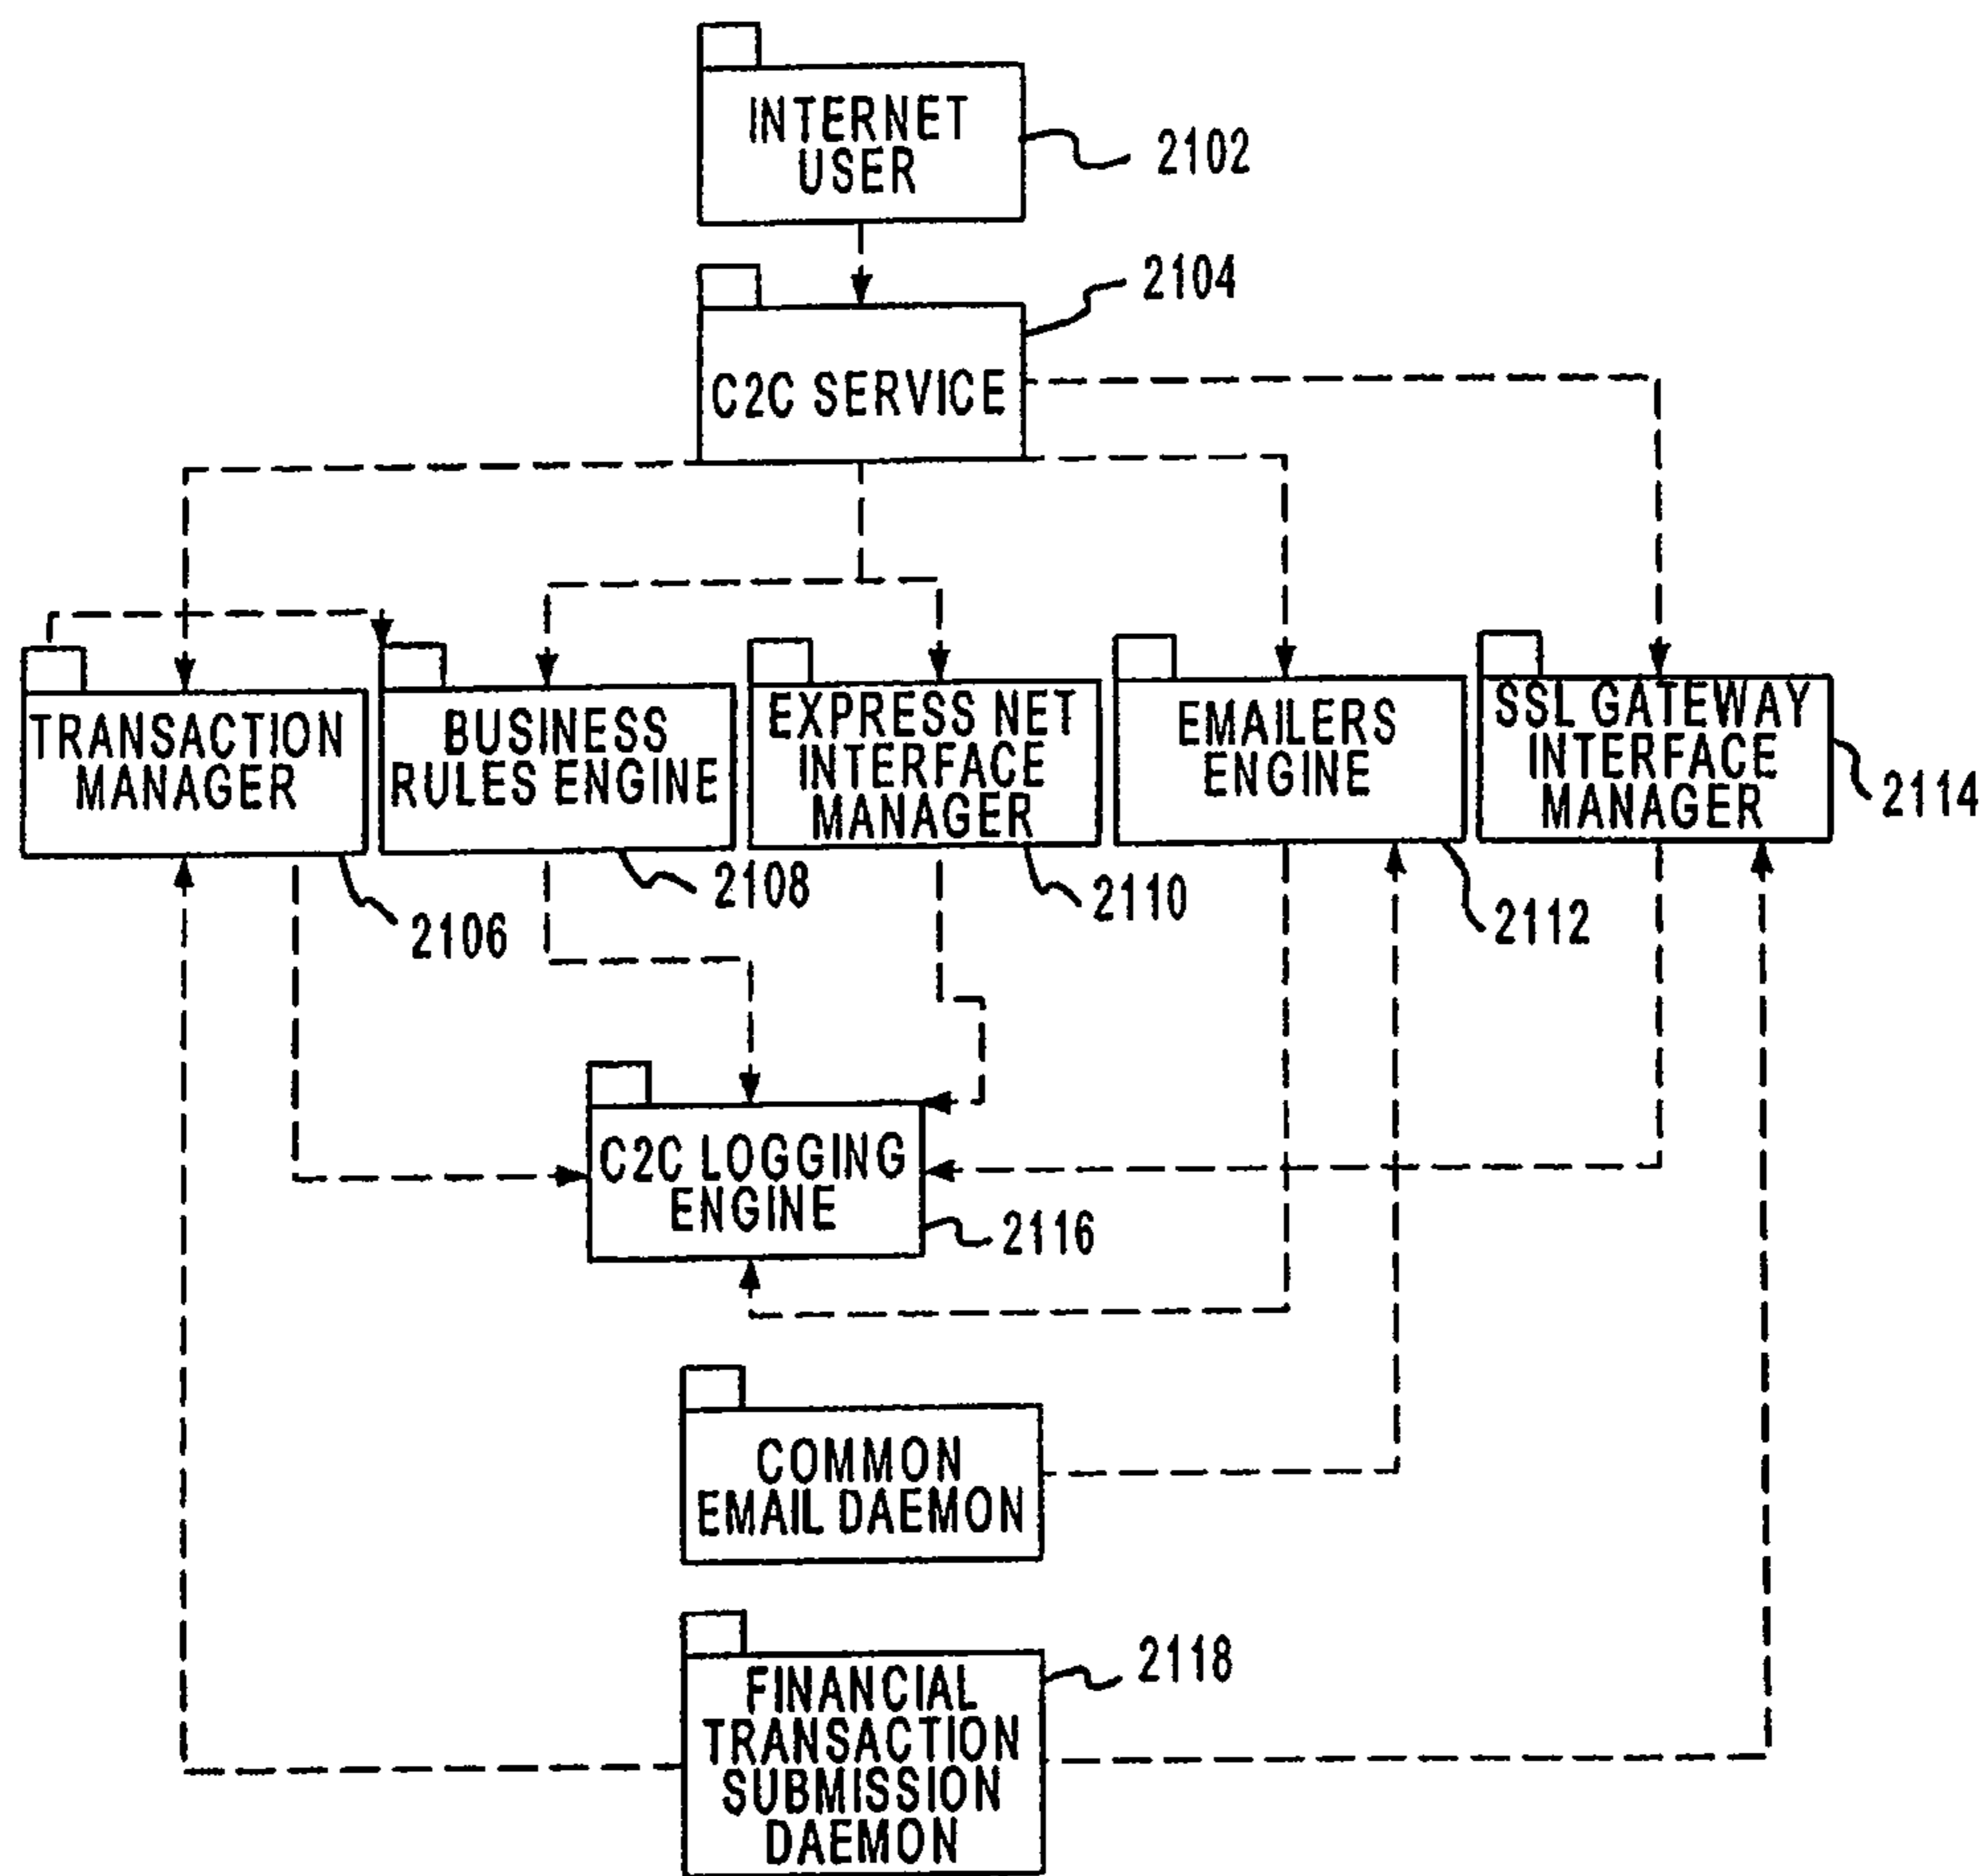 INTERNET
USER
2102
2104
C2C SERVICE
TRANSACTION
MANAGER
BUSINESS
RULES ENGINE
EXPRESS NET
INTERFACE
MANAGER
EMAILERS
ENGINE
SSL GATEWAY
INTERFACE
MANAGER
2114
2106
2108
2110
2112
C2C LOGGING
ENGINE
2116
COMMON
EMAIL DAEMON
2118
FINANCIAL
TRANSACTION
SUBMISSION
DAEMON